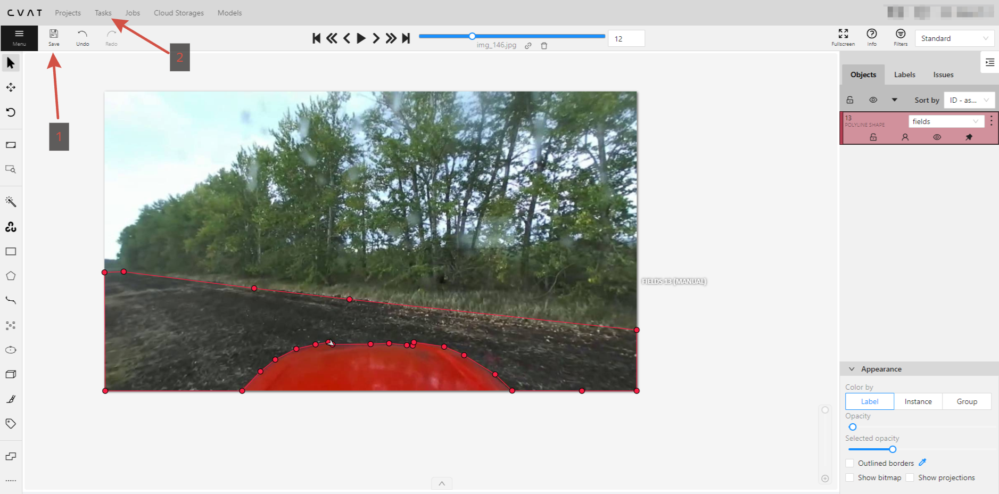 CVAT Projects Tasks Jobs Cloud Storages Models
Menu Save Undo Redo
12
img_146.jpg
Fullscreen Info Filters Standard
1
2
Objects Labels Issues
Sort by ID - as...
13
POLYLINE SHAPE
fields
FIELDS 13 (MANUAL)
Appearance
Color by
Label Instance Group
Opacity
Selected opacity
Outlined borders
Show bitmap Show projections